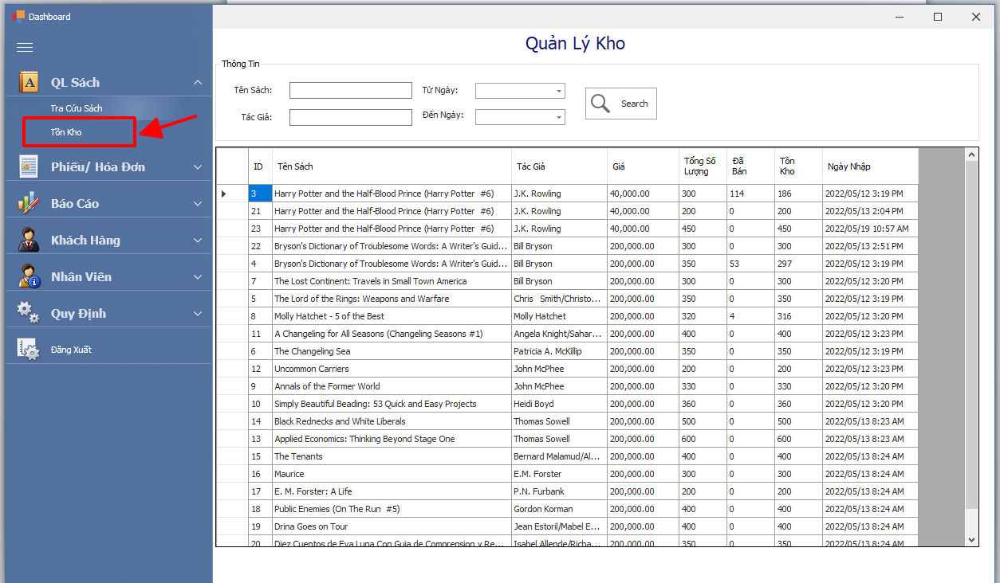 Dashboard
QL Sách
Tra Cứu Sách
Tồn Kho
Phiếu/ Hóa Đơn
Báo Cáo
Khách Hàng
Nhân Viên
Quy Định
Đăng Xuất
Quản Lý Kho
Thông Tin
Tên Sách: Từ Ngày:
Search
Tác Giả: Đến Ngày:
ID Tên Sách Tác Giả Giá Tổng Số Lượng Đã Bán Tồn Kho Ngày Nhập
3 Harry Potter and the Half-Blood Prince (Harry Potter #6) J.K. Rowling 40,000.00 300 114 186 2022/05/12 3:19 PM
21 Harry Potter and the Half-Blood Prince (Harry Potter #6) J.K. Rowling 40,000.00 200 0 200 2022/05/13 2:04 PM
23 Harry Potter and the Half-Blood Prince (Harry Potter #6) J.K. Rowling 40,000.00 450 0 450 2022/05/19 10:57 AM
22 Bryson's Dictionary of Troublesome Words: A Writer's Guid... Bill Bryson 200,000.00 300 0 300 2022/05/13 2:51 PM
4 Bryson's Dictionary of Troublesome Words: A Writer's Guid... Bill Bryson 200,000.00 350 53 297 2022/05/12 3:19 PM
7 The Lost Continent: Travels in Small Town America Bill Bryson 200,000.00 300 0 300 2022/05/12 3:20 PM
5 The Lord of the Rings: Weapons and Warfare Chris Smith/Christo... 200,000.00 350 0 350 2022/05/12 3:19 PM
8 Molly Hatchet - 5 of the Best Molly Hatchet 200,000.00 320 4 316 2022/05/12 3:20 PM
11 A Changeling for All Seasons (Changeling Seasons #1) Angela Knight/Sahar... 200,000.00 400 0 400 2022/05/12 3:23 PM
6 The Changeling Sea Patricia A. McKillip 200,000.00 350 0 350 2022/05/12 3:19 PM
12 Uncommon Carriers John McPhee 200,000.00 200 0 200 2022/05/12 3:23 PM
9 Annals of the Former World John McPhee 200,000.00 330 0 330 2022/05/12 3:20 PM
10 Simply Beautiful Beading: 53 Quick and Easy Projects Heidi Boyd 200,000.00 360 0 360 2022/05/12 3:20 PM
14 Black Rednecks and White Liberals Thomas Sowell 200,000.00 500 0 500 2022/05/13 8:23 AM
13 Applied Economics: Thinking Beyond Stage One Thomas Sowell 200,000.00 600 0 600 2022/05/13 8:23 AM
15 The Tenants Bernard Malamud/Al... 200,000.00 400 0 400 2022/05/13 8:24 AM
16 Maurice E.M. Forster 200,000.00 300 0 300 2022/05/13 8:24 AM
17 E. M. Forster: A Life P.N. Furbank 200,000.00 200 0 200 2022/05/13 8:24 AM
18 Public Enemies (On The Run #5) Gordon Korman 200,000.00 400 0 400 2022/05/13 8:24 AM
19 Drina Goes on Tour Jean Estoril/Mabel E... 200,000.00 400 0 400 2022/05/13 8:24 AM
20 Diez Cuentos de Eva Luna Con Guia de Comprension y Re... Isabel Allende/Richa... 200,000.00 350 0 350 2022/05/13 8:24 AM